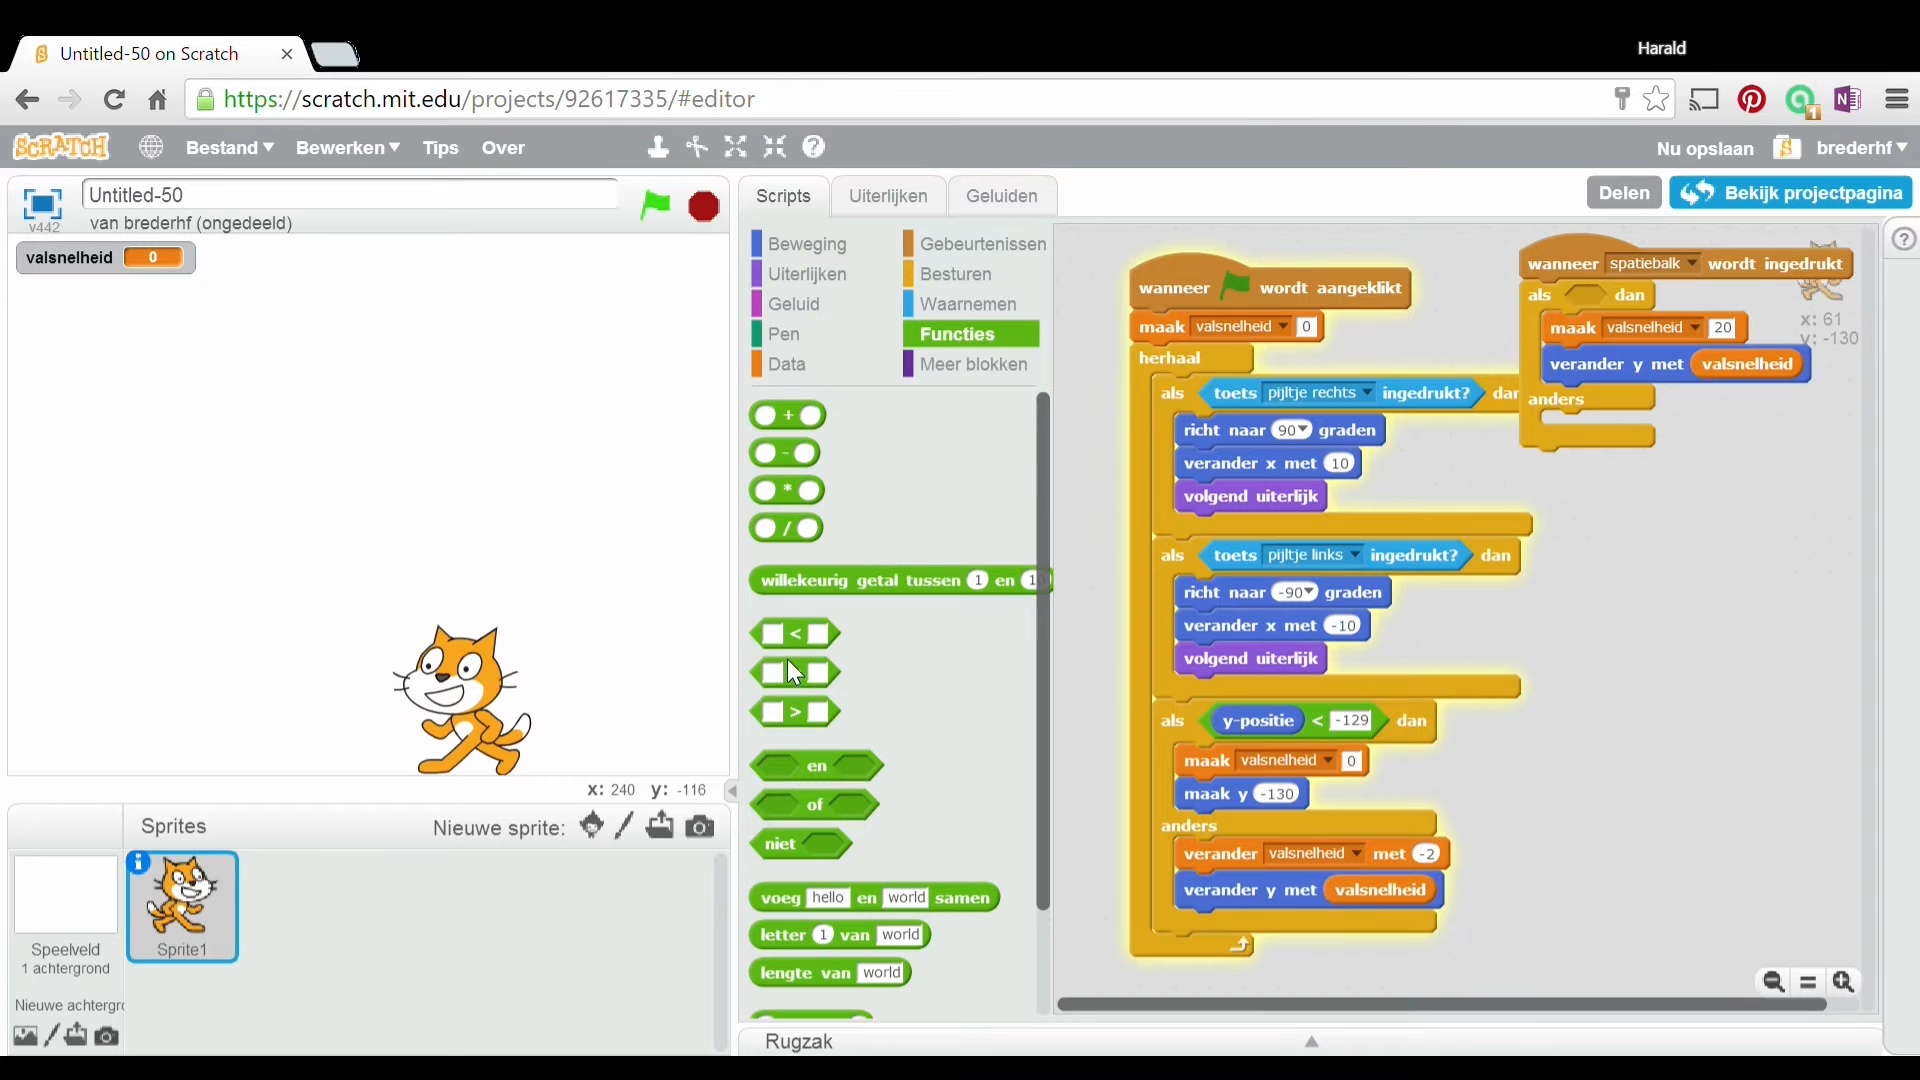 Harald
Untitled-50 on Scratch
https://scratch.mit.edu/projects/92617335/#editor
1
SCRATCH
Bestand
Bewerken
Tips
Over
Nu opslaan
brederhf
Untitled-50
van brederhf (ongedeeld)
v442
valsnelheid 0
x: 240 y: -116
Sprites
Nieuwe sprite:
Speelveld
1 achtergrond
Nieuwe achtergr
Sprite1
Scripts
Uiterlijken
Geluiden
Delen
Bekijk projectpagina
Beweging
Gebeurtenissen
Uiterlijken
Besturen
Geluid
Waarnemen
Pen
Functies
Data
Meer blokken
+
-
*
/
willekeurig getal tussen 1 en 10
<
>
en
of
niet
voeg hello en world samen
letter 1 van world
lengte van world
Rugzak
wanneer wordt aangeklikt
maak valsnelheid 0
herhaal
als toets pijltje rechts ingedrukt? dan
richt naar 90 graden
verander x met 10
volgend uiterlijk
als toets pijltje links ingedrukt? dan
richt naar -90 graden
verander x met -10
volgend uiterlijk
als y-positie < -129 dan
maak valsnelheid 0
maak y -130
anders
verander valsnelheid met -2
verander y met valsnelheid
wanneer spatiebalk wordt ingedrukt
als dan
maak valsnelheid 20
verander y met valsnelheid
anders
x: 61
y: -130